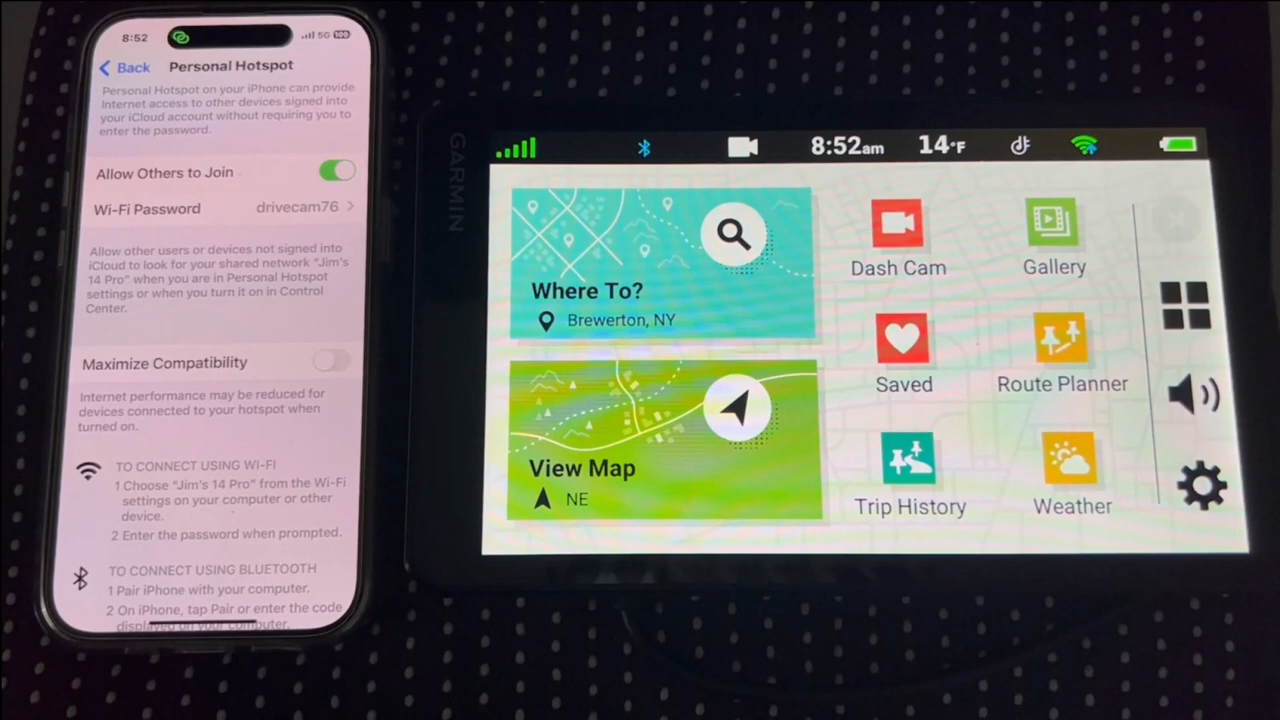 8:52
5G 100
Back Personal Hotspot
Personal Hotspot on your iPhone can provide
Internet access to other devices signed into
your iCloud account without requiring you to
enter the password.
Allow Others to Join
Wi-Fi Password drivecam76
Allow other users or devices not signed into
iCloud to look for your shared network “Jim's
14 Pro” when you are in Personal Hotspot
settings or when you turn it on in Control
Center.
Maximize Compatibility
Internet performance may be reduced for
devices connected to your hotspot when
turned on.
TO CONNECT USING WI-FI
1 Choose “Jim's 14 Pro” from the Wi-Fi
settings on your computer or other
device.
2 Enter the password when prompted.
TO CONNECT USING BLUETOOTH
1 Pair iPhone with your computer.
2 On iPhone, tap Pair or enter the code
displayed on your computer.
GARMIN
8:52am 14°F
Where To?
Brewerton, NY
View Map
NE
Dash Cam
Gallery
Saved
Route Planner
Trip History
Weather